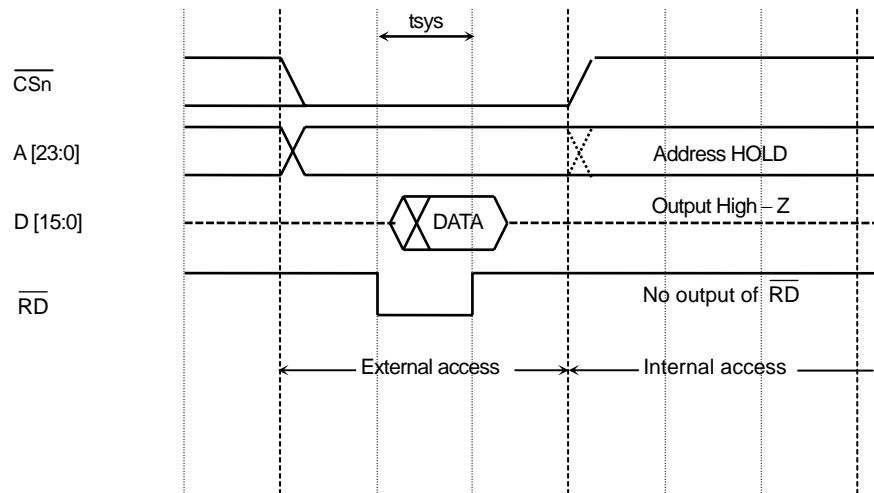 tsys
CSn
A [23:0]
Address HOLD
D [15:0]
DATA
Output High – Z
RD
No output of RD
External access
Internal access